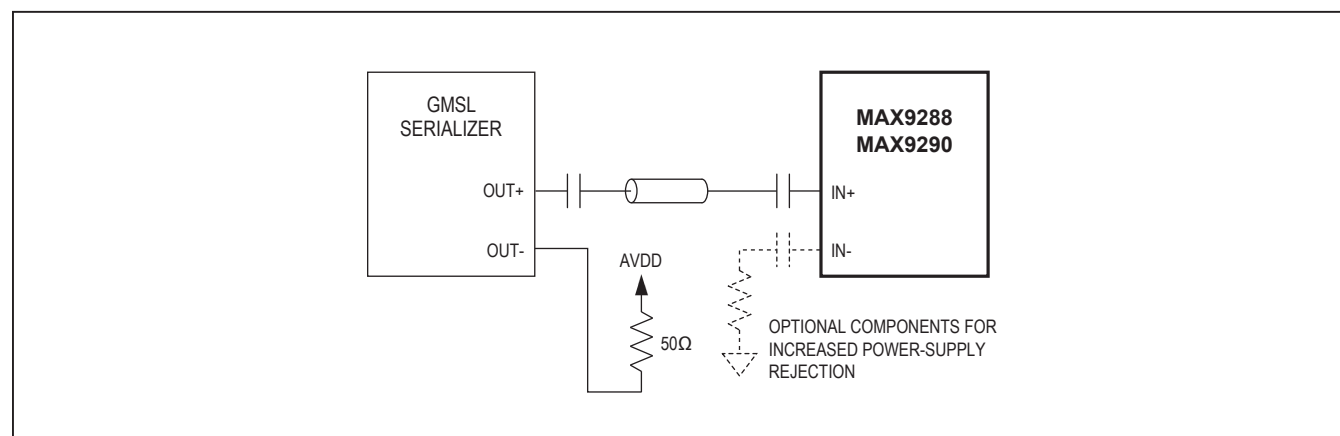 GMSL
SERIALIZER
OUT+
OUT-
MAX9288
MAX9290
IN+
IN-
AVDD
50Ω
OPTIONAL COMPONENTS FOR
INCREASED POWER-SUPPLY
REJECTION